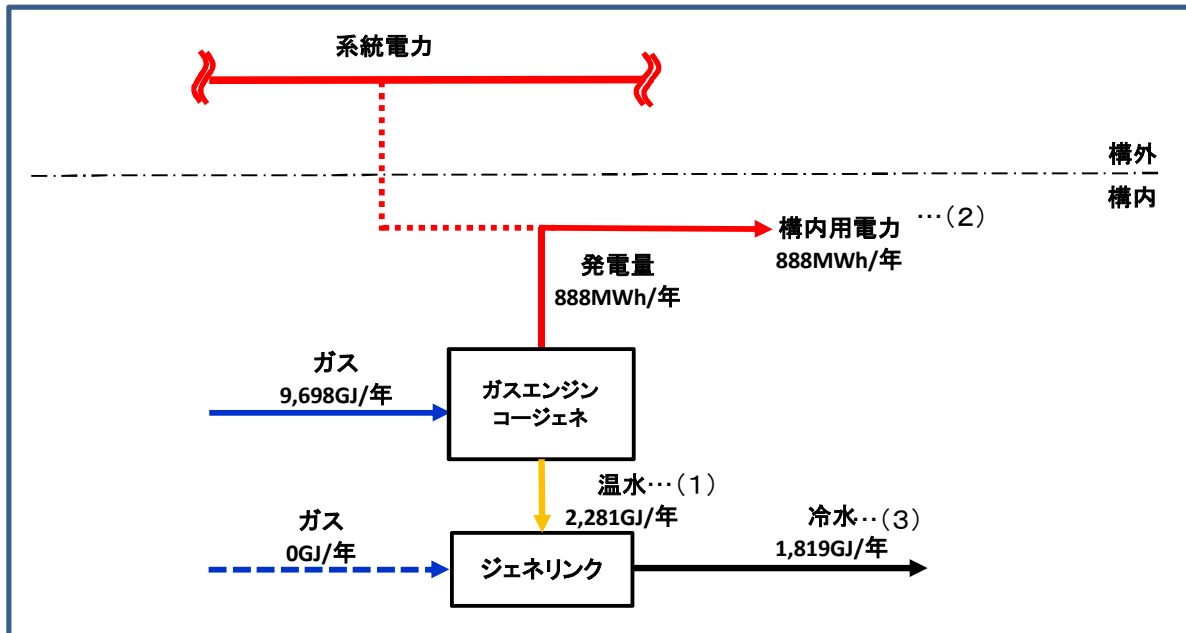 系統電力
構外
構内
構内用電力 …(2)
888MWh/年
発電量
888MWh/年
ガス
9,698GJ/年
ガスエンジン
コージェネ
温水…(1)
2,281GJ/年
ガス
0GJ/年
ジェネリンク
冷水…(3)
1,819GJ/年